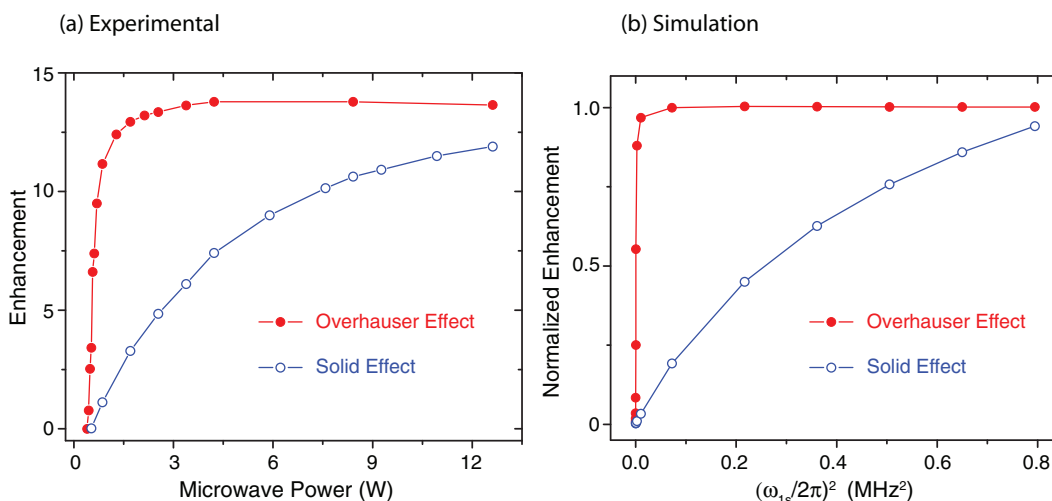 (a) Experimental
(b) Simulation
15
10
5
0
Enhancement
Overhauser Effect
Solid Effect
0 3 6 9 12
Microwave Power (W)
1.0
0.5
0
Normalized Enhancement
Overhauser Effect
Solid Effect
0.0 0.2 0.4 0.6 0.8
(ω₁ₛ/2π)² (MHz²)